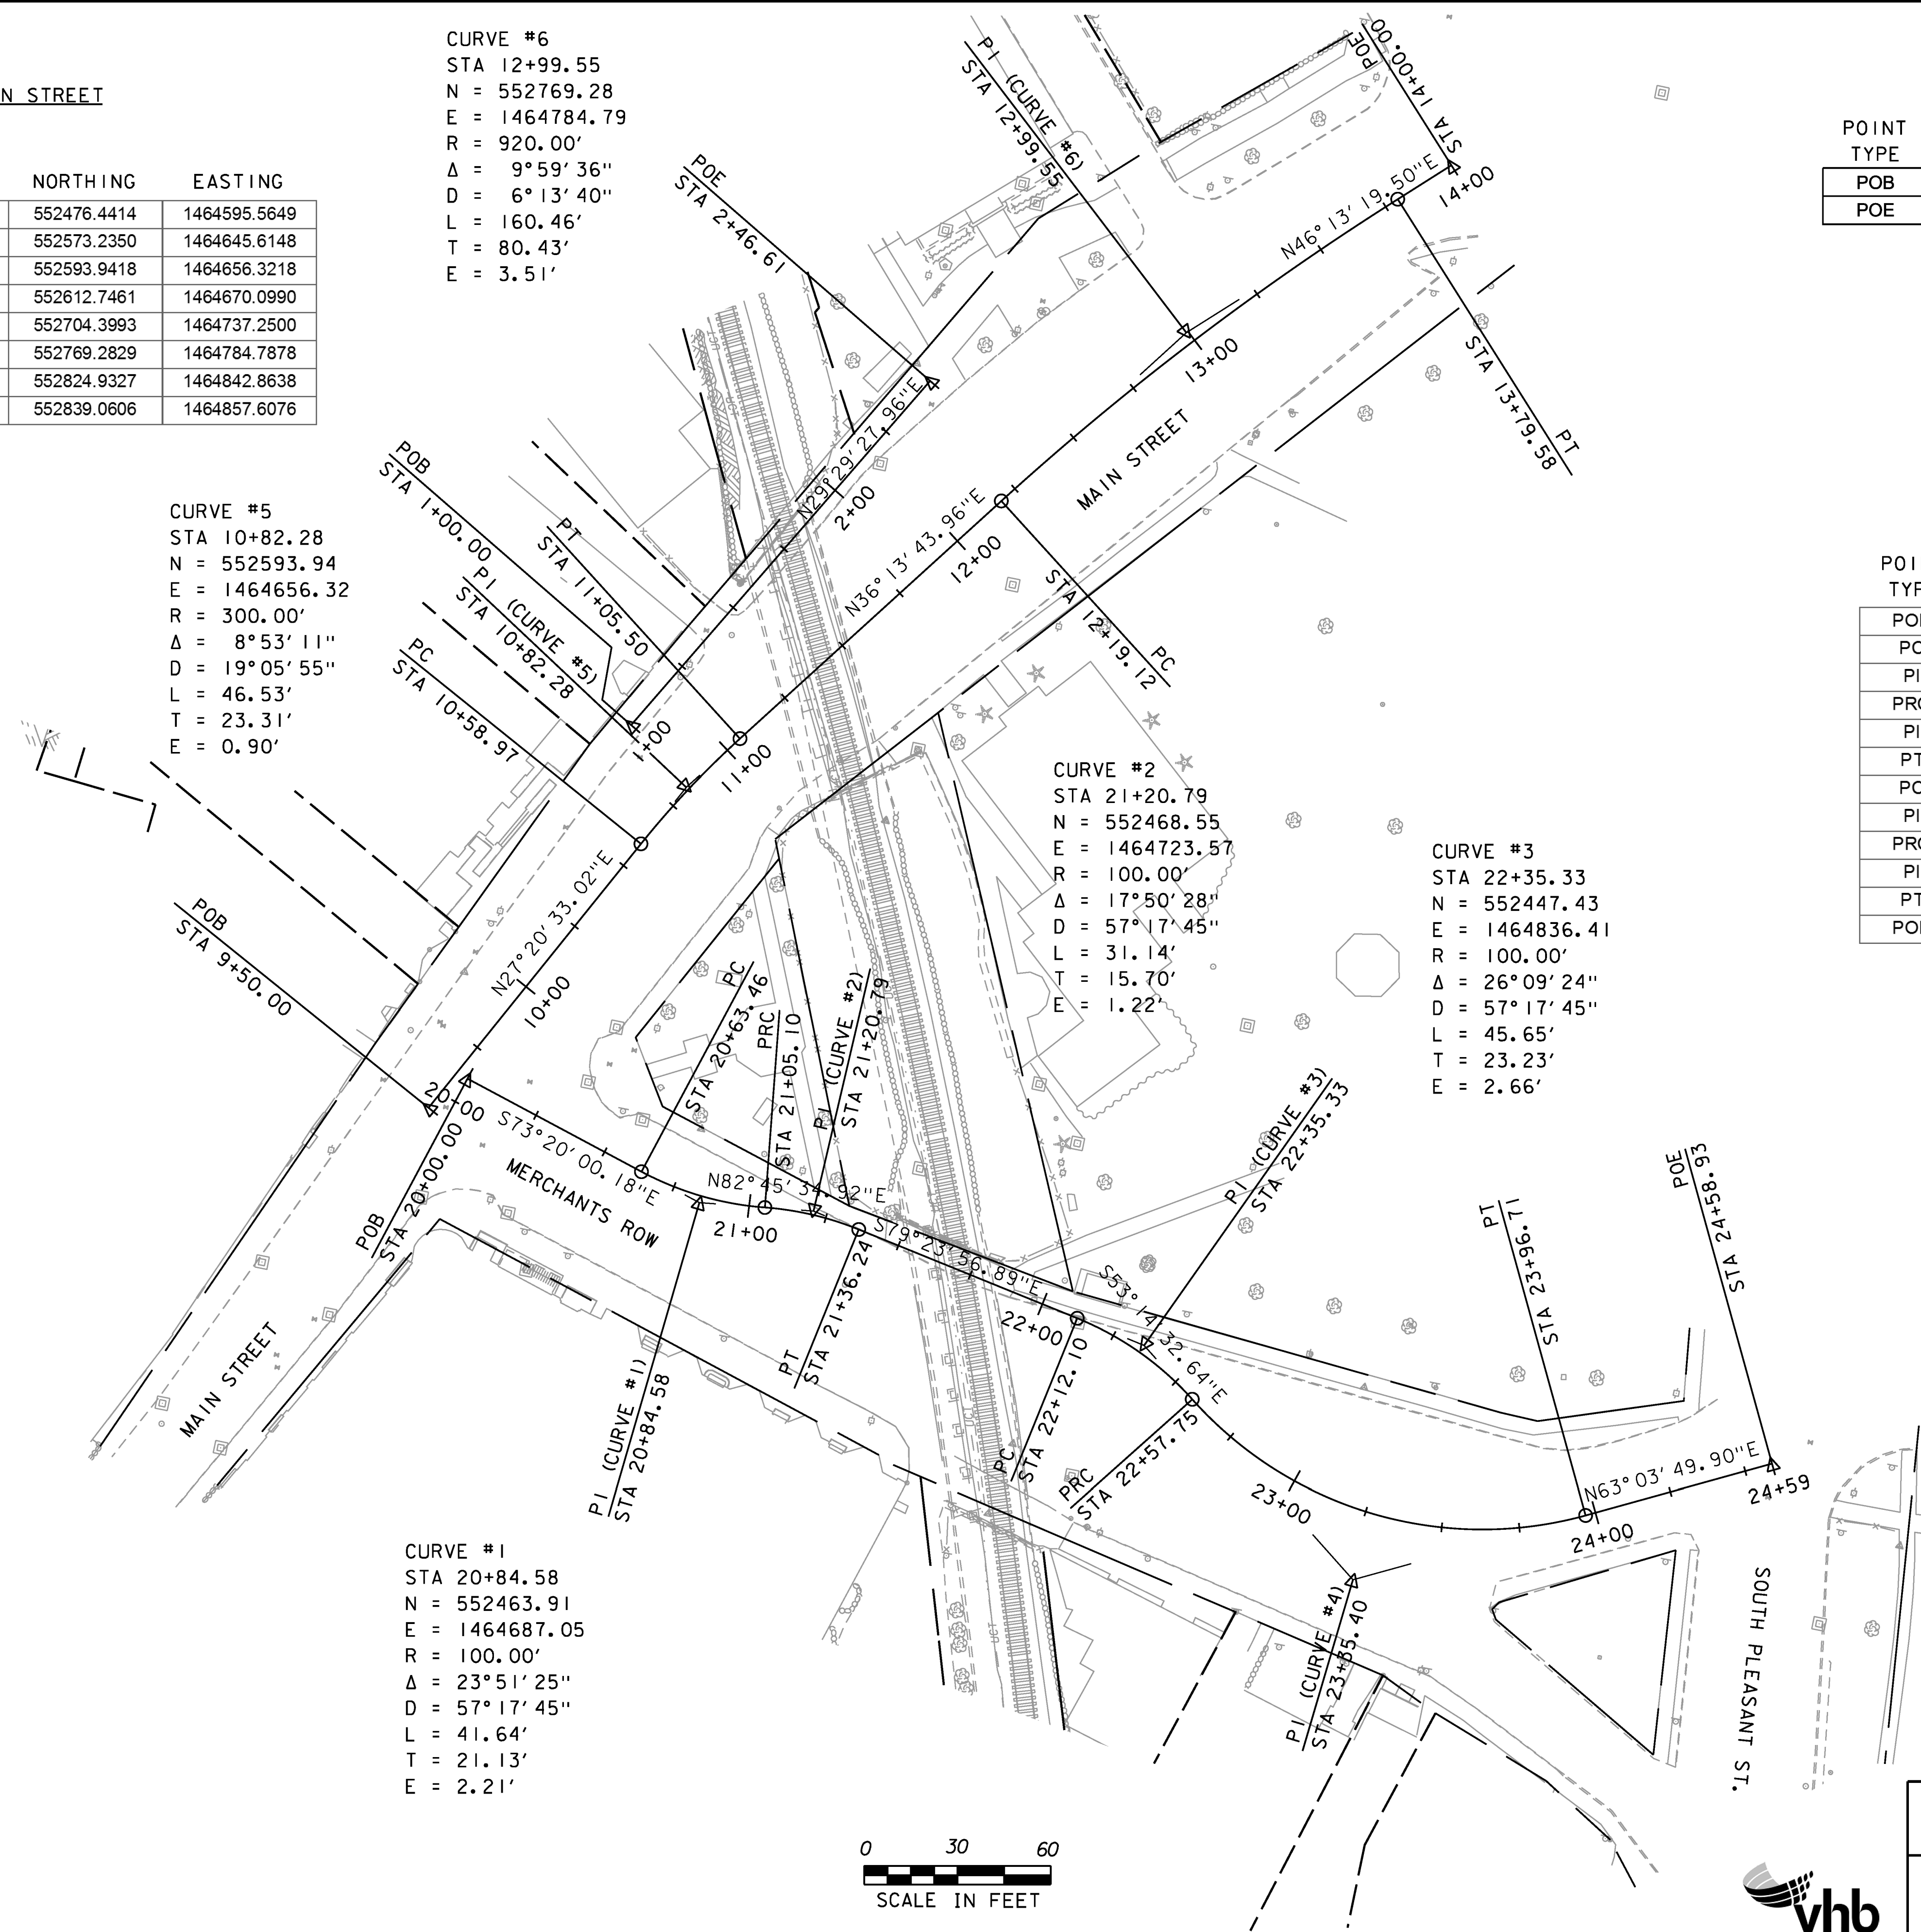 N STREET
NORTHING EASTING
552476.4414 1464595.5649
552573.2350 1464645.6148
552593.9418 1464656.3218
552612.7461 1464670.0990
552704.3993 1464737.2500
552769.2829 1464784.7878
552824.9327 1464842.8638
552839.0606 1464857.6076
CURVE #6
STA 12+99.55
N = 552769.28
E = 1464784.79
R = 920.00'
Δ = 9°59'36"
D = 6°13'40"
L = 160.46'
T = 80.43'
E = 3.51'
POINT
TYPE
POB
POE
PI (CURVE #6)
STA 12+99.55
POE
STA 14+00.00
POE
STA 2+46.61
N46°13'19.50"E
14+00
13+00
PT
STA 13+79.58
MAIN STREET
N29°29'27.96"E
2+00
POB
STA 1+00.00
PT
STA 11+05.50
PI (CURVE #5)
STA 10+82.28
PC
STA 10+58.97
N36°13'43.96"E
12+00
PC
STA 12+19.12
CURVE #5
STA 10+82.28
N = 552593.94
E = 1464656.32
R = 300.00'
Δ = 8°53'11"
D = 19°05'55"
L = 46.53'
T = 23.31'
E = 0.90'
+00
11+00
CURVE #2
STA 21+20.79
N = 552468.55
E = 1464723.57
R = 100.00'
Δ = 17°50'28"
D = 57°17'45"
L = 31.14'
T = 15.70'
E = 1.22'
CURVE #3
STA 22+35.33
N = 552447.43
E = 1464836.41
R = 100.00'
Δ = 26°09'24"
D = 57°17'45"
L = 45.65'
T = 23.23'
E = 2.66'
POB
STA 9+50.00
N27°20'33.02"E
10+00
PC
STA 20+63.46
PRC
STA 21+05.10
PI (CURVE #2)
STA 21+20.79
20+00
POB
STA 20+00.00
S73°20'00.18"E
MERCHANTS ROW
N82°45'34.92"E
21+00
S79°23'56.89"E
PT
STA 21+36.24
22+00
S53°14'32.64"E
PI (CURVE #3)
STA 22+35.33
PT
STA 23+96.71
POE
STA 24+58.93
MAIN STREET
PI (CURVE #1)
STA 20+84.58
PC
STA 22+12.10
PRC
STA 22+57.75
23+00
N63°03'49.90"E
24+00
24+59
PI (CURVE #4)
STA 23+35.40
SOUTH PLEASANT ST.
CURVE #1
STA 20+84.58
N = 552463.91
E = 1464687.05
R = 100.00'
Δ = 23°51'25"
D = 57°17'45"
L = 41.64'
T = 21.13'
E = 2.21'
0 30 60
SCALE IN FEET
vhb